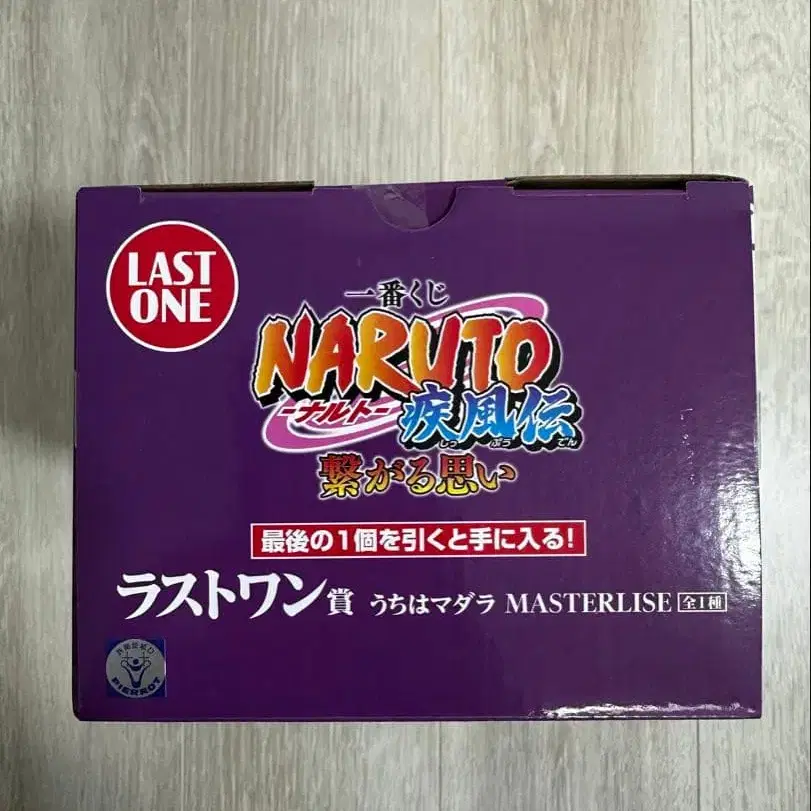 LAST
ONE
一番くじ
NARUTO
-ナルト-
疾風伝
しっ ぷう でん
繋がる思い
最後の1個を引くと手に入る!
ラストワン賞 うちはマダラ MASTERLISE 全1種
PIERROT